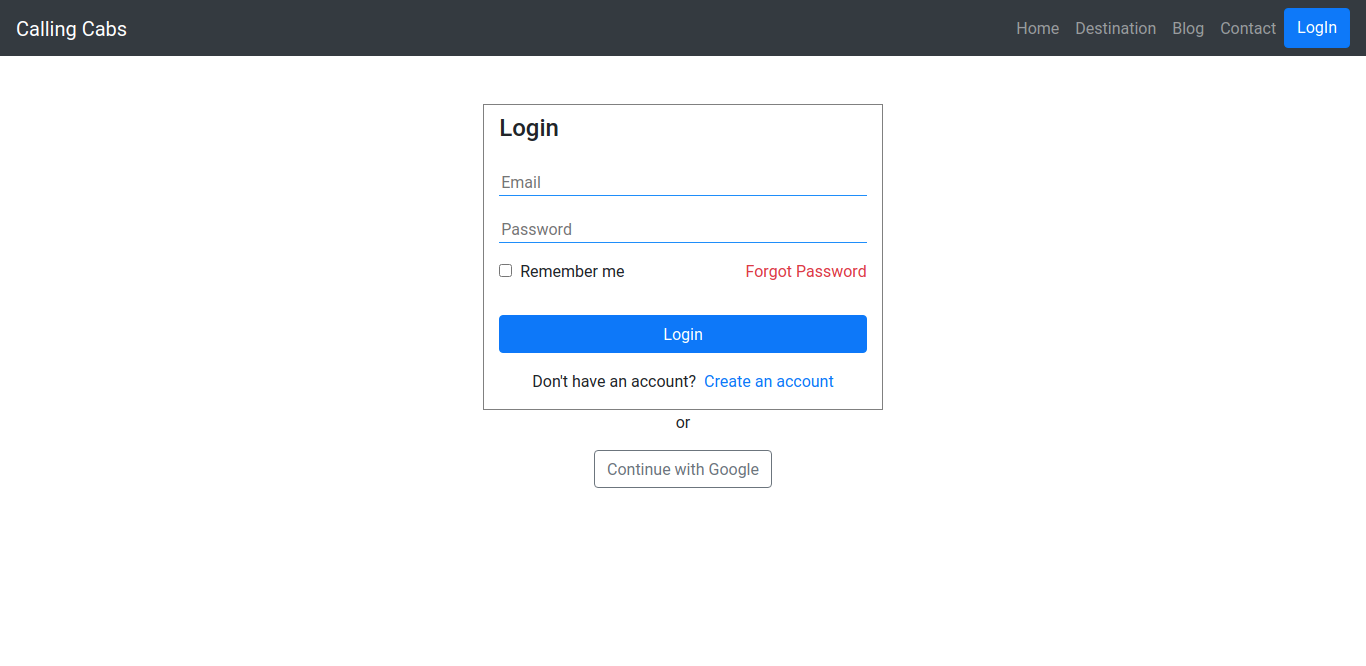 Calling Cabs Home Destination Blog Contact LogIn
Login
Email
Password
Remember me Forgot Password
Login
Don't have an account? Create an account
or
Continue with Google